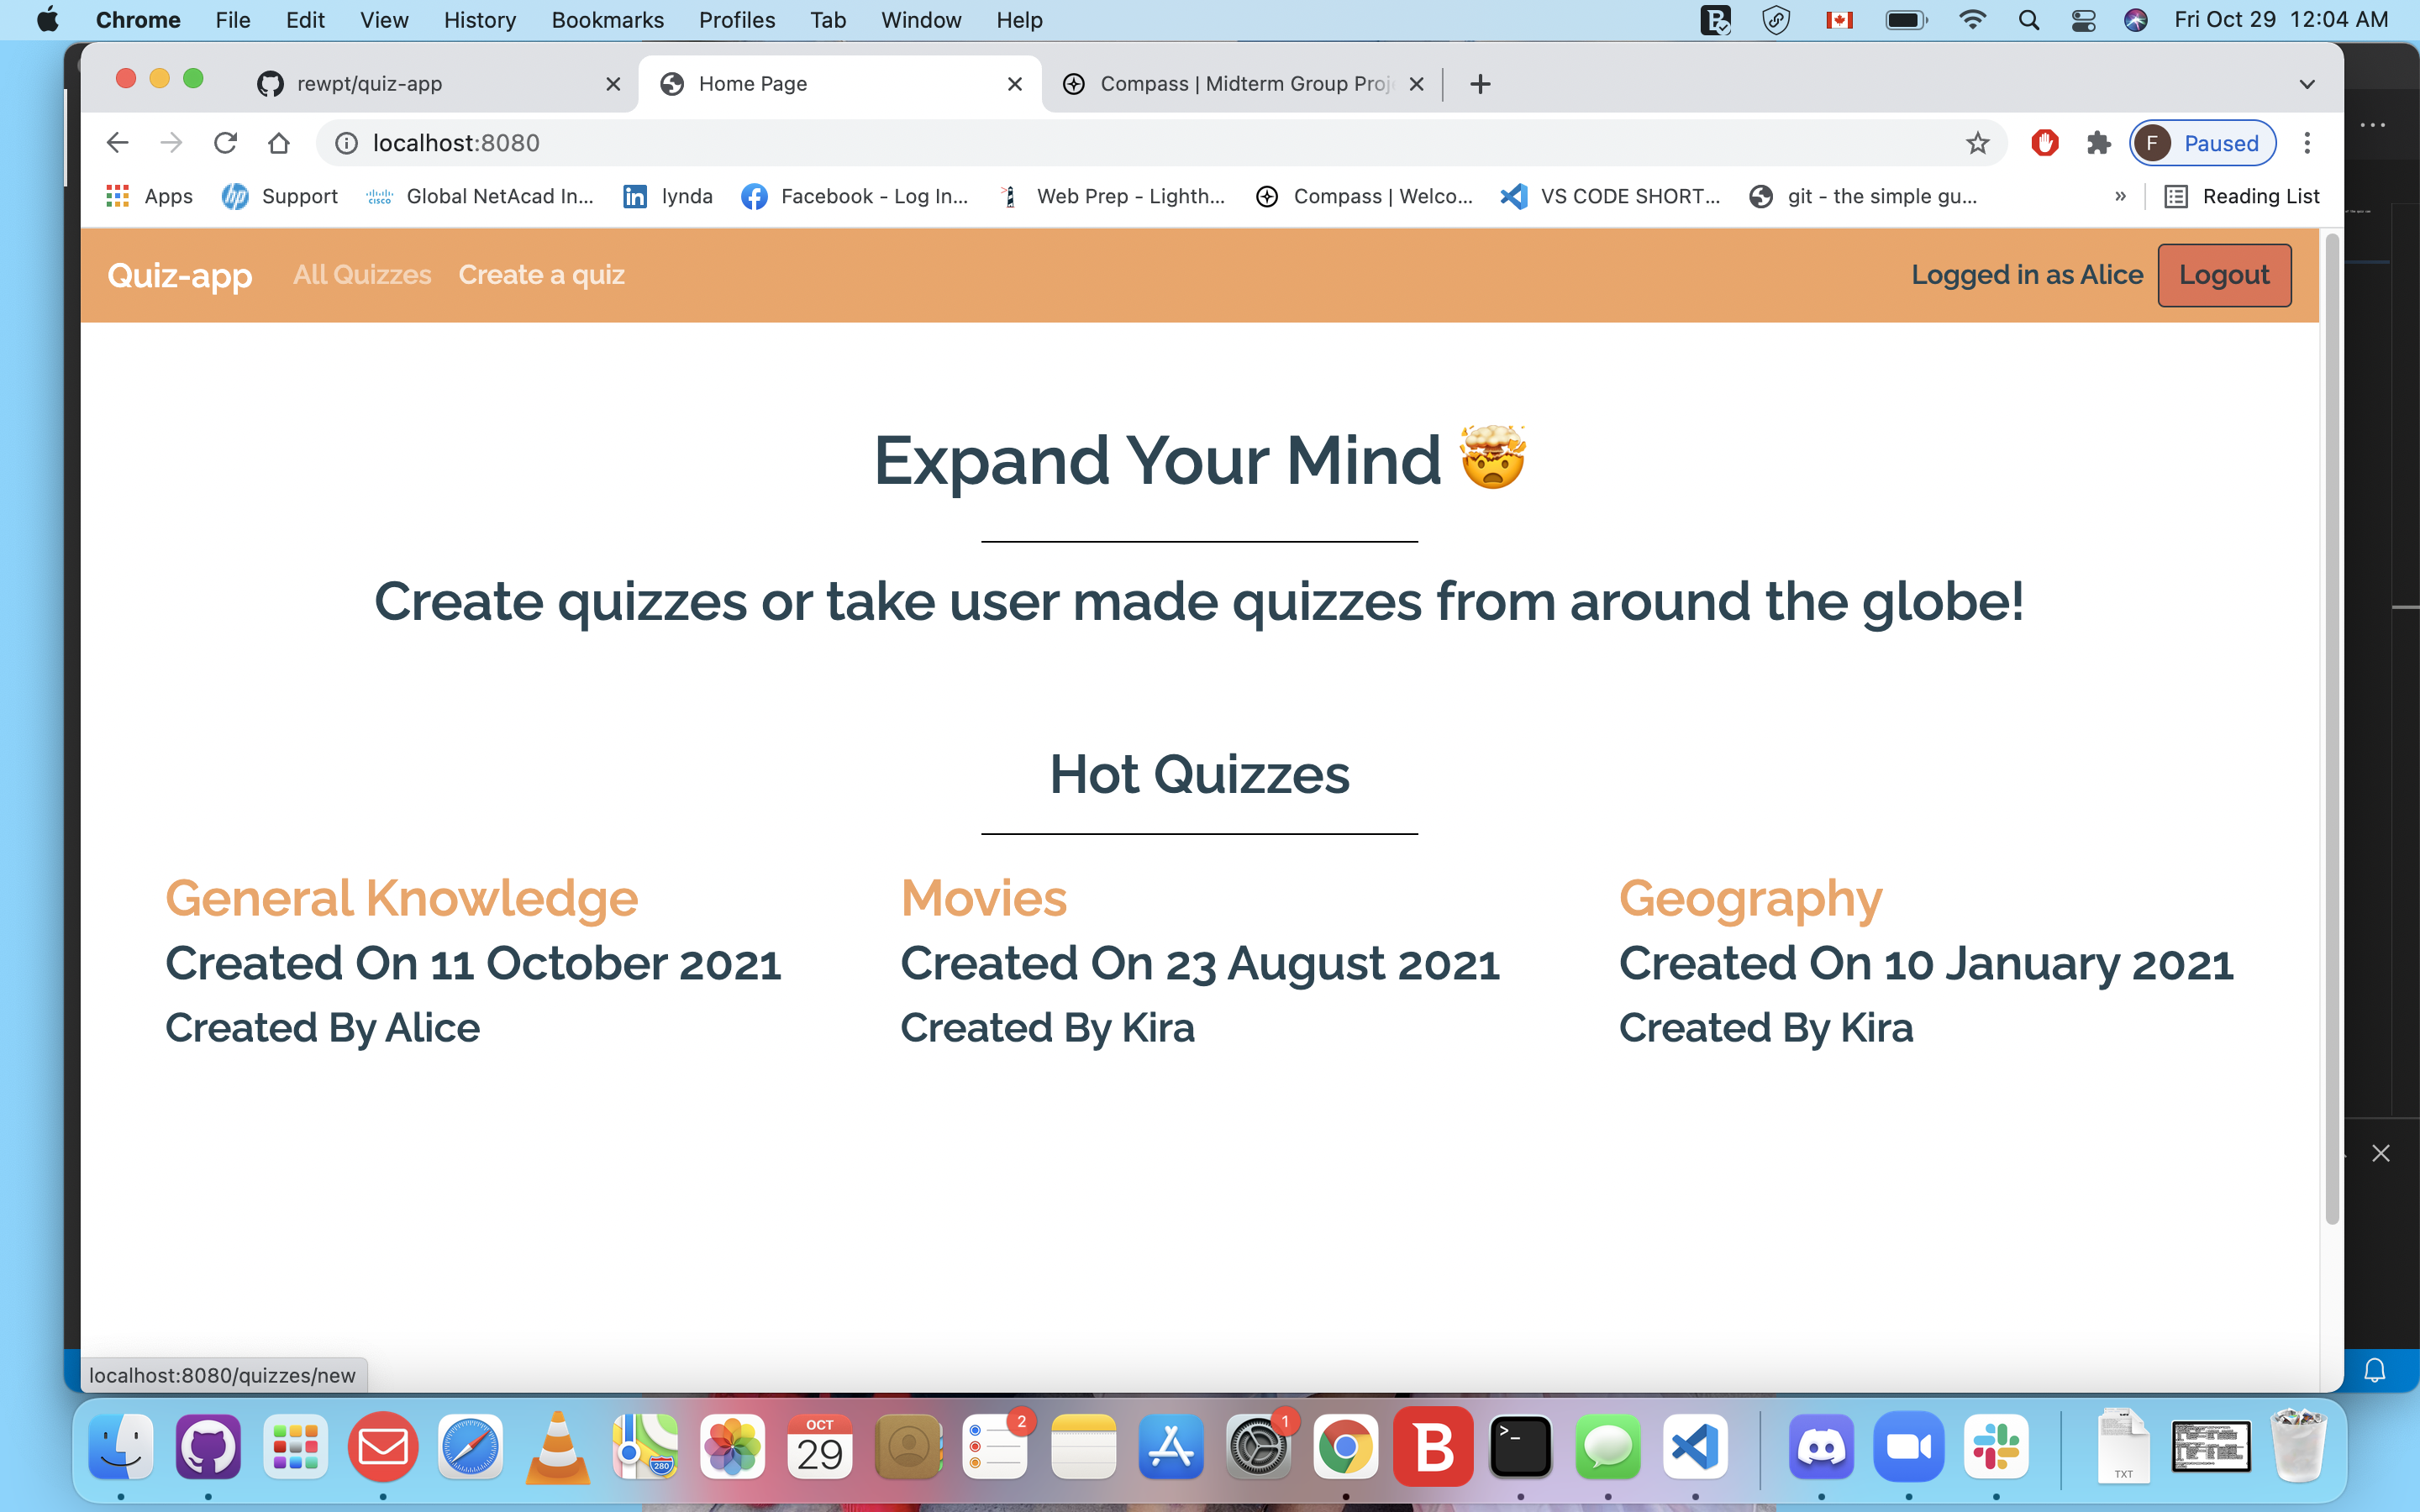 Chrome File Edit View History Bookmarks Profiles Tab Window Help Fri Oct 29 12:04 AM
rewpt/quiz-app Home Page Compass | Midterm Group Proj
localhost:8080 F Paused
Apps Support Global NetAcad In... lynda Facebook - Log In... Web Prep - Lighth... Compass | Welco... VS CODE SHORT... git - the simple gu... » Reading List
Quiz-app All Quizzes Create a quiz Logged in as Alice Logout
Expand Your Mind 🤯
Create quizzes or take user made quizzes from around the globe!
Hot Quizzes
General Knowledge Movies Geography
Created On 11 October 2021 Created On 23 August 2021 Created On 10 January 2021
Created By Alice Created By Kira Created By Kira
localhost:8080/quizzes/new
OCT
29
2
1
280
TXT